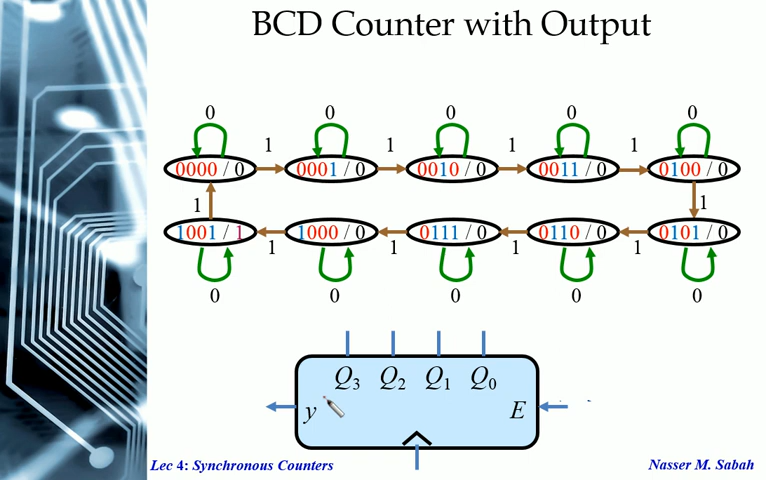 BCD Counter with Output
0 0 0 0 0
1 1 1 1
0000 / 0 0001 / 0 0010 / 0 0011 / 0 0100 / 0
1 1
1001 / 1 1000 / 0 0111 / 0 0110 / 0 0101 / 0
1 1 1 1
0 0 0 0 0
Q3 Q2 Q1 Q0
y E
Lec 4: Synchronous Counters Nasser M. Sabah